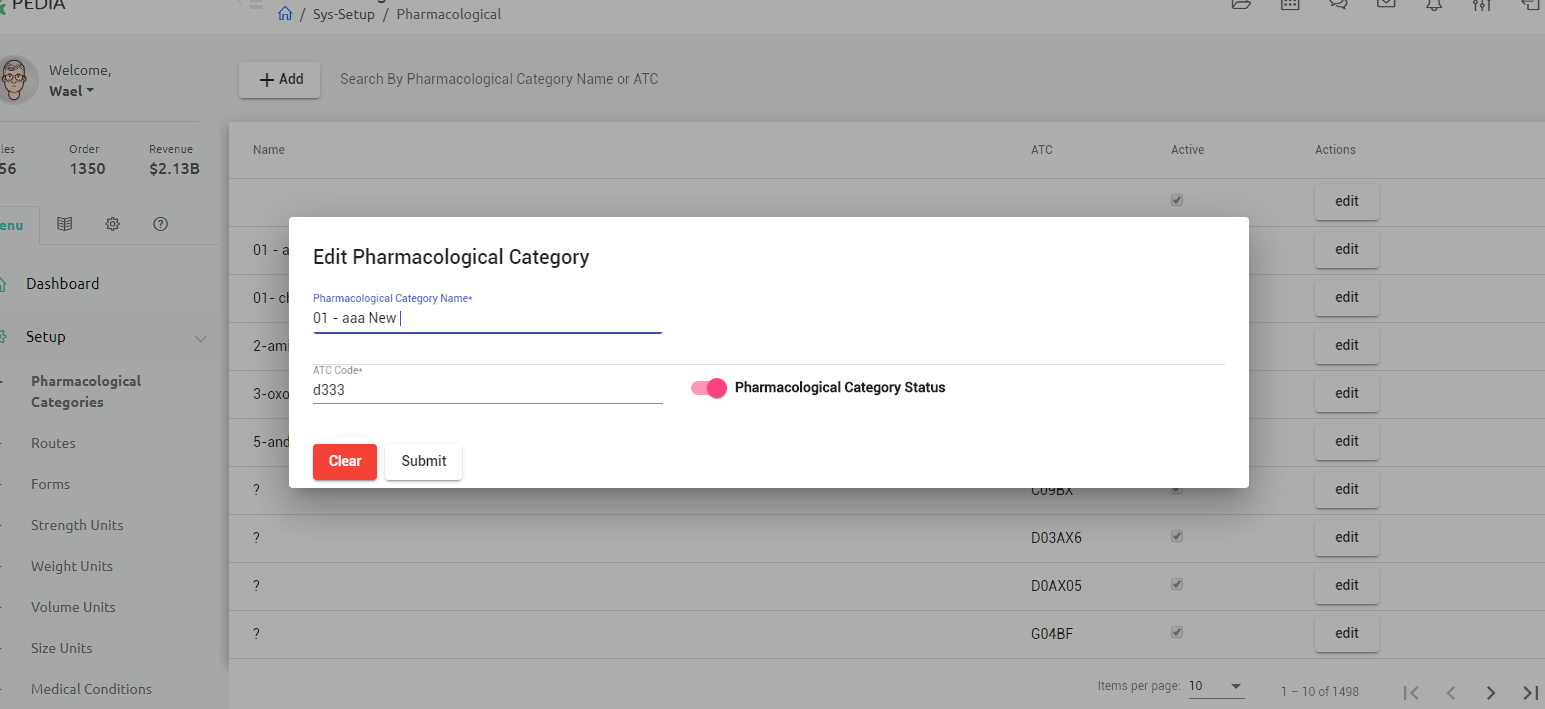 PEDIA
/ Sys-Setup / Pharmacological
Welcome,
Wael
+ Add
Search By Pharmacological Category Name or ATC
les Order Revenue
56 1350 $2.13B
enu
Name ATC Active Actions
edit
01 - a edit
Edit Pharmacological Category
Dashboard
Pharmacological Category Name*
01- ch edit
01 - aaa New
Setup
2-ami edit
ATC Code*
Pharmacological
Categories
d333
Pharmacological Category Status
3-oxo edit
Routes
5-and edit
Clear Submit
Forms
? C09BX edit
Strength Units
? D03AX6 edit
Weight Units
? D0AX05 edit
Volume Units
? G04BF edit
Size Units
Medical Conditions
Items per page: 10 1 – 10 of 1498